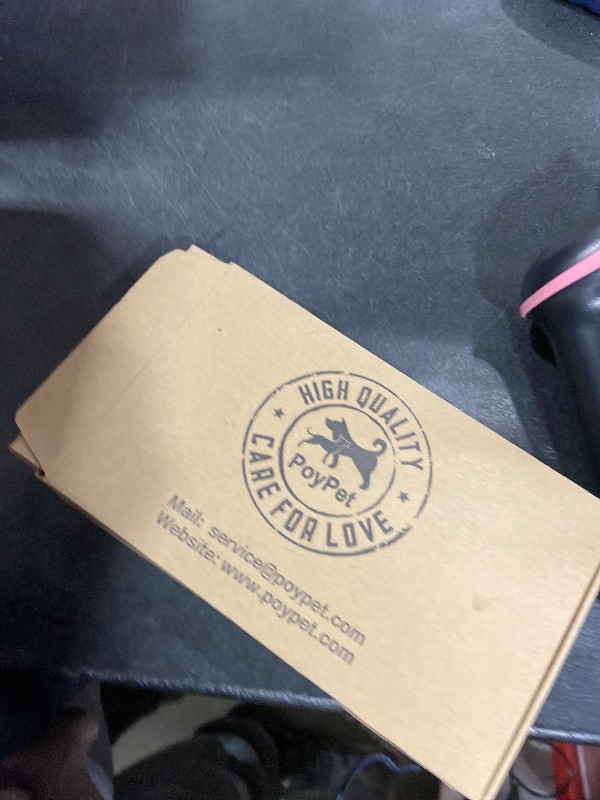 HIGH QUALITY
PoyPet
CARE FOR LOVE
Mail: service@poypet.com
Website: www.poypet.com